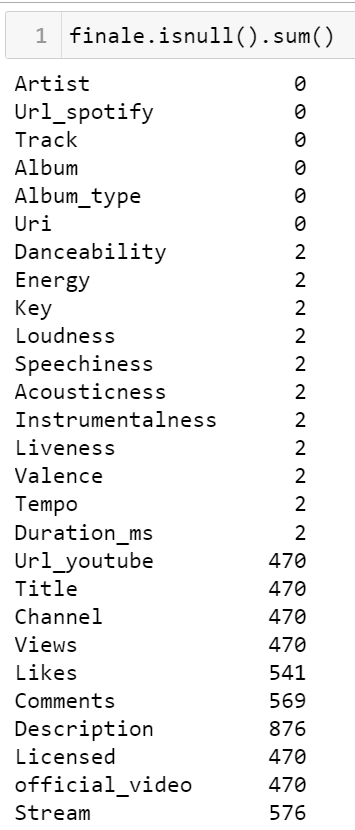 1 finale.isnull().sum()
Artist 0
Url_spotify 0
Track 0
Album 0
Album_type 0
Uri 0
Danceability 2
Energy 2
Key 2
Loudness 2
Speechiness 2
Acousticness 2
Instrumentalness 2
Liveness 2
Valence 2
Tempo 2
Duration_ms 2
Url_youtube 470
Title 470
Channel 470
Views 470
Likes 541
Comments 569
Description 876
Licensed 470
official_video 470
Stream 576